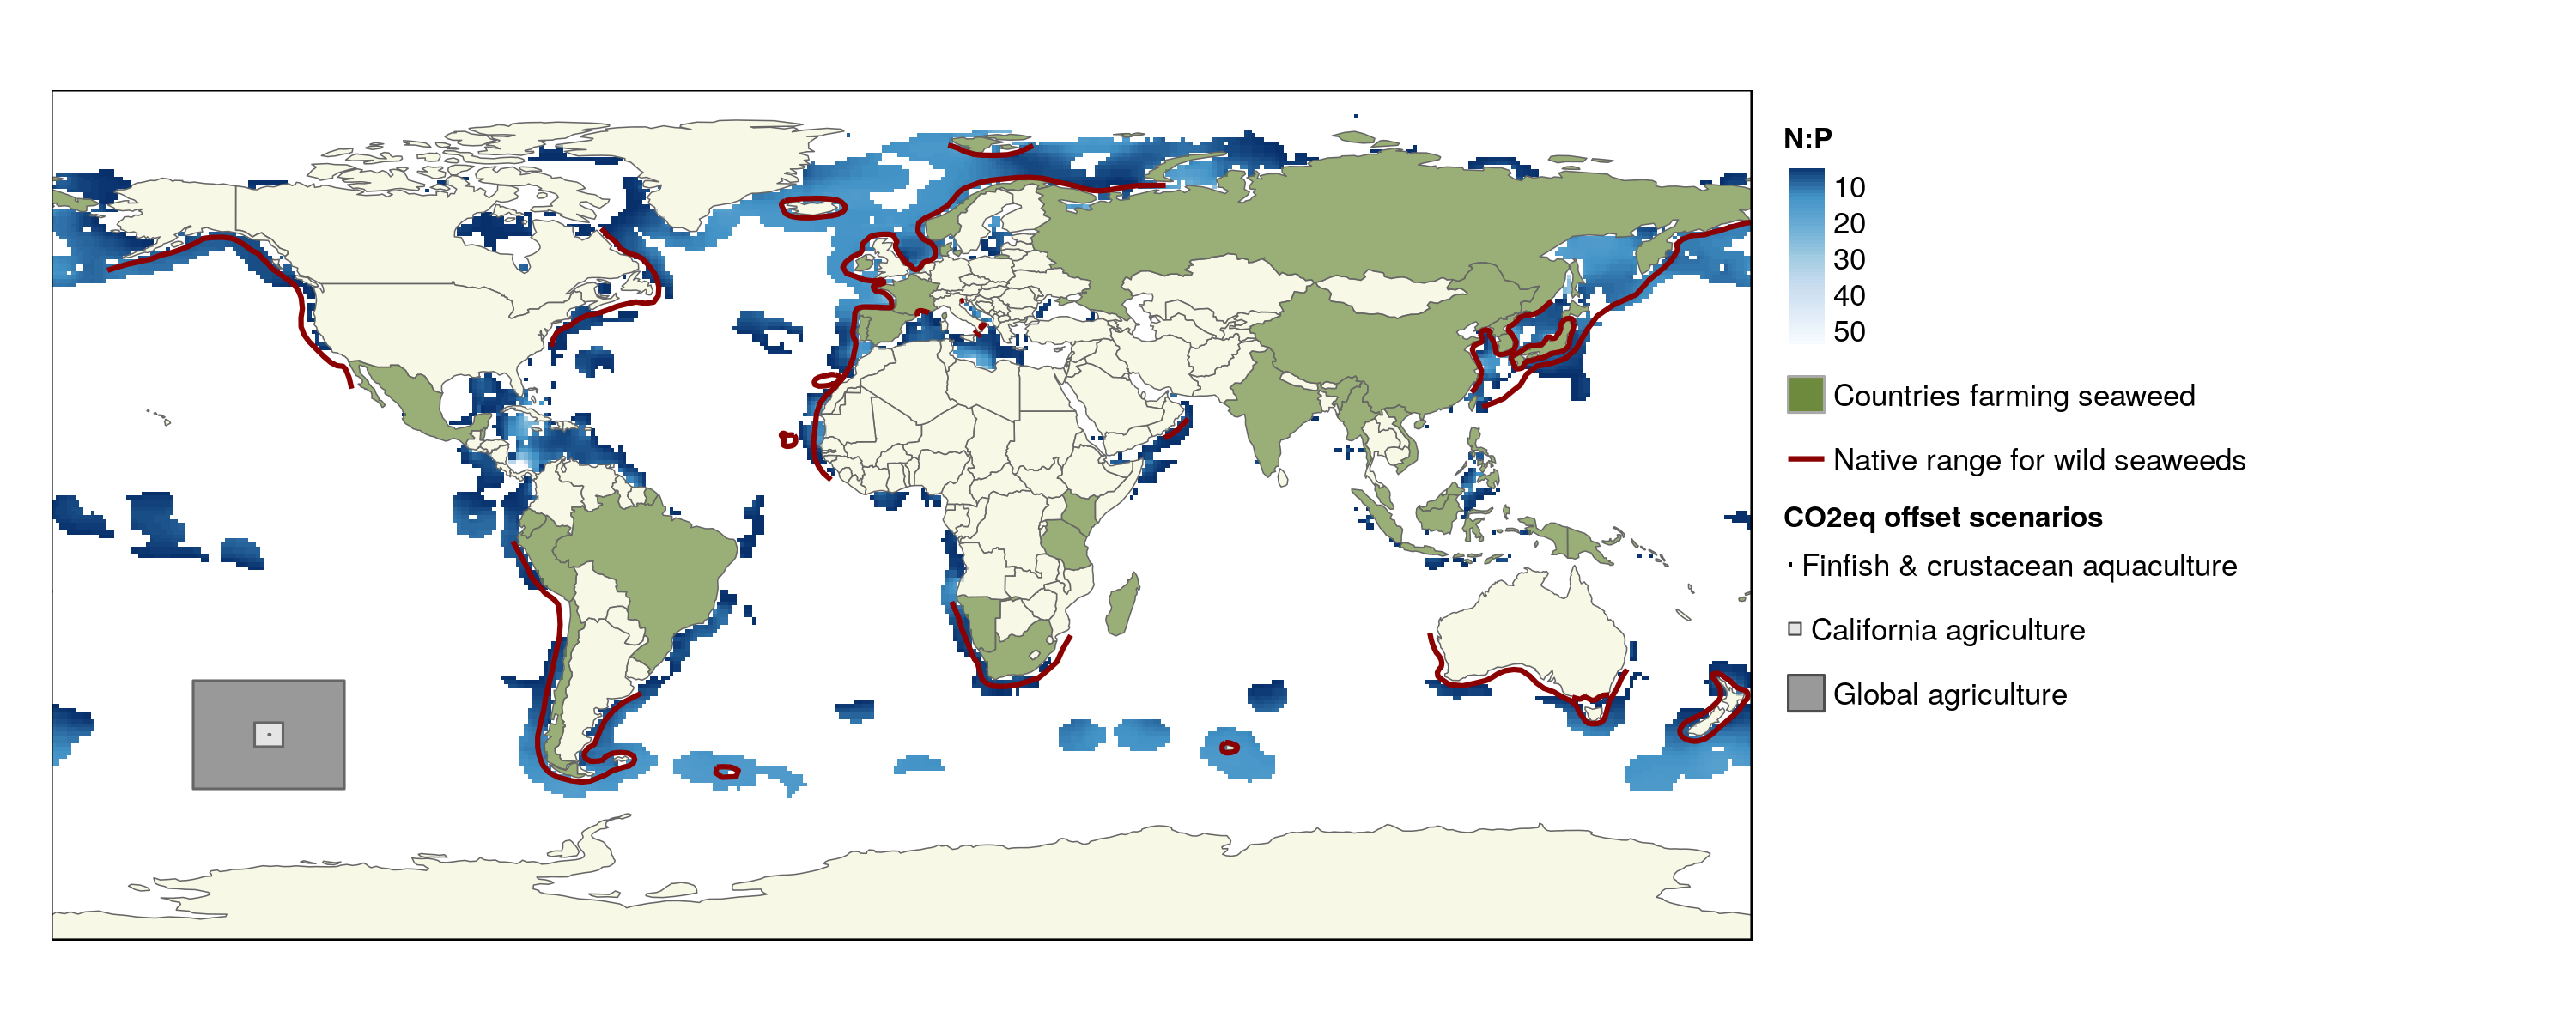 N:P
10
20
30
40
50
Countries farming seaweed
Native range for wild seaweeds
CO2eq offset scenarios
Finfish & crustacean aquaculture
California agriculture
Global agriculture